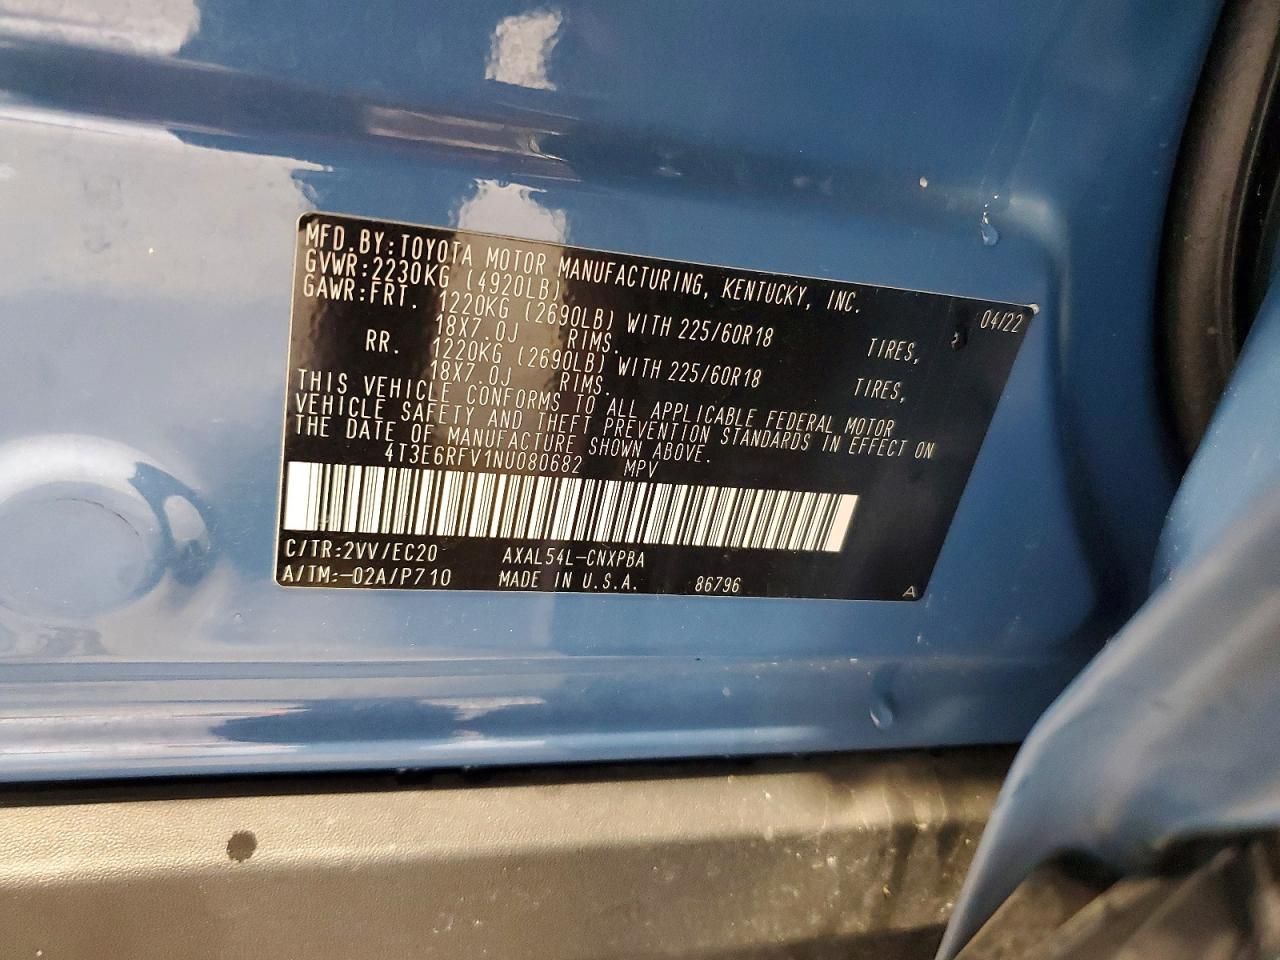 MFD.BY:TOYOTA MOTOR MANUFACTURING, KENTUCKY, INC.
GVWR:2230KG (4920LB) 04/22
GAWR:FRT. 1220KG (2690LB) WITH 225/60R18 TIRES,
18X7.0J RIMS.
RR. 1220KG (2690LB) WITH 225/60R18 TIRES,
18X7.0J RIMS.
THIS VEHICLE CONFORMS TO ALL APPLICABLE FEDERAL MOTOR
VEHICLE SAFETY AND THEFT PREVENTION STANDARDS IN EFFECT ON
THE DATE OF MANUFACTURE SHOWN ABOVE.
4T3E6RFV1NU080682 MPV
C/TR:2VV/EC20 AXAL54L-CNXPBA
A/TM:-02A/P710 MADE IN U.S.A. 86796 A